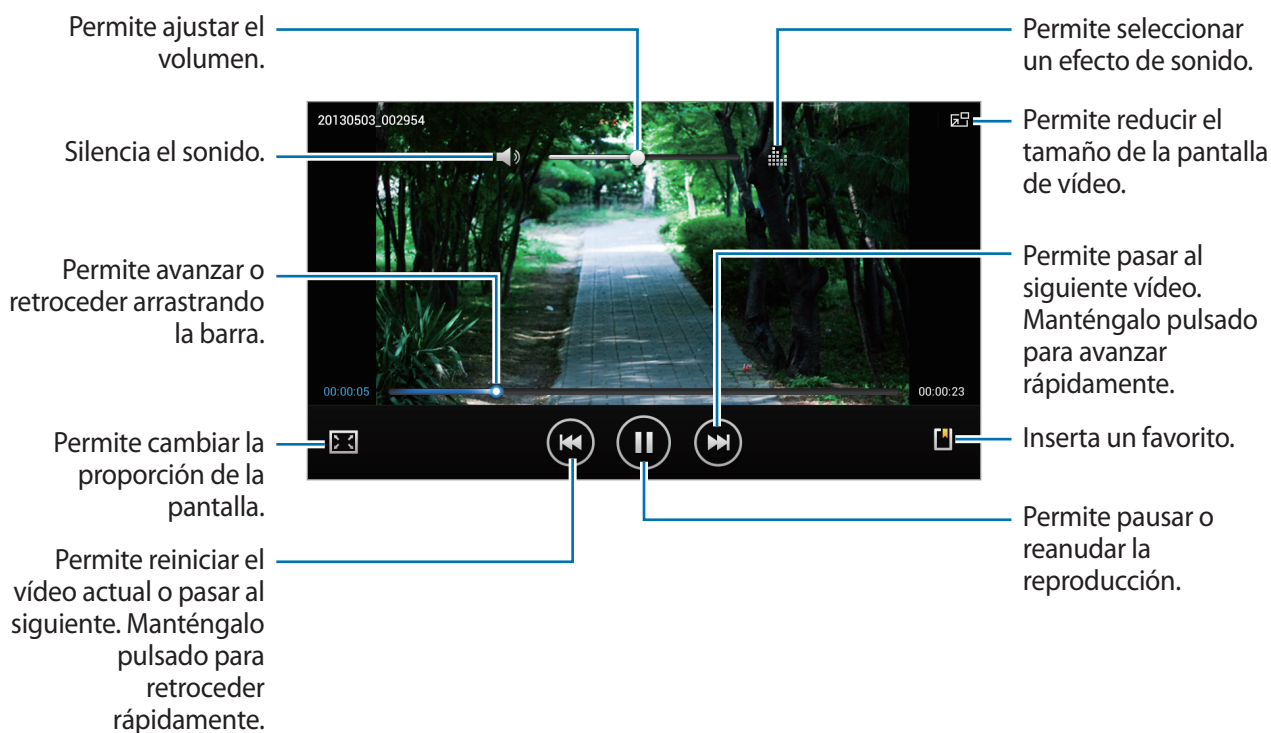 Permite ajustar el
volumen.
Silencia el sonido.
Permite avanzar o
retroceder arrastrando
la barra.
Permite cambiar la
proporción de la
pantalla.
Permite reiniciar el
vídeo actual o pasar al
siguiente. Manténgalo
pulsado para
retroceder
rápidamente.
20130503_002954
00:00:05
00:00:23
Permite seleccionar
un efecto de sonido.
Permite reducir el
tamaño de la pantalla
de vídeo.
Permite pasar al
siguiente vídeo.
Manténgalo pulsado
para avanzar
rápidamente.
Inserta un favorito.
Permite pausar o
reanudar la
reproducción.